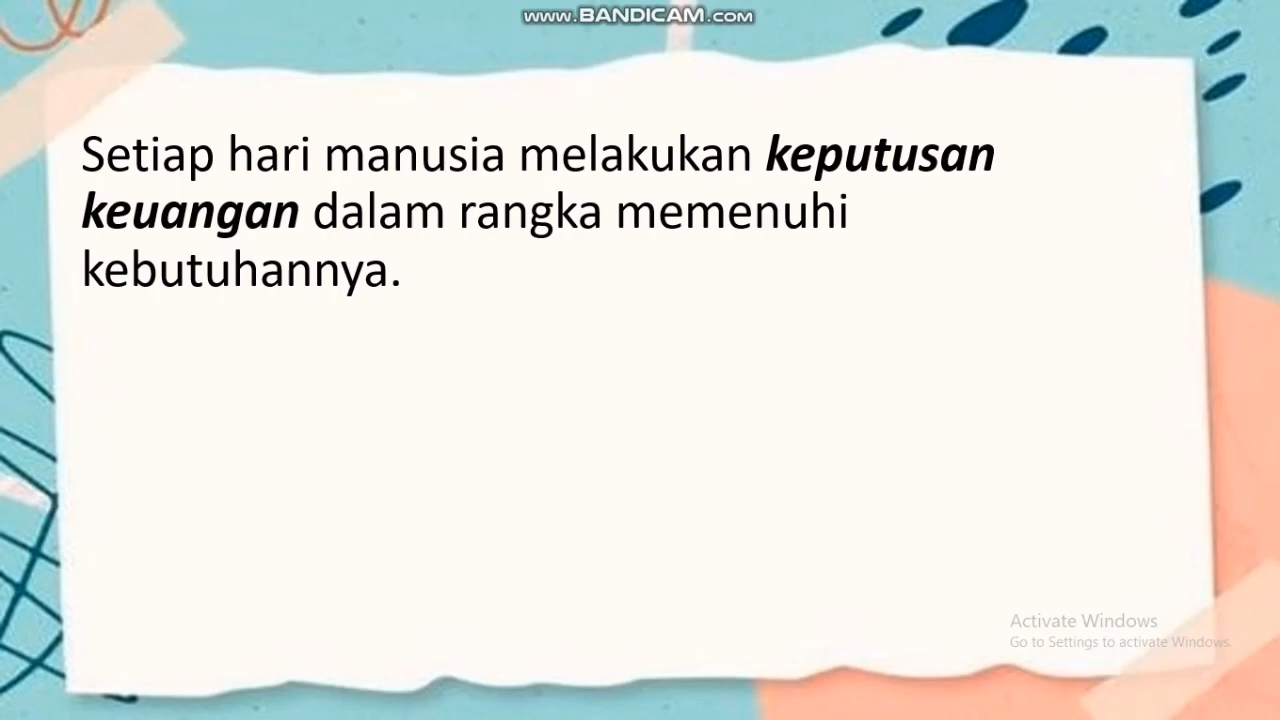 www.BANDICAM.com
Setiap hari manusia melakukan keputusan
keuangan dalam rangka memenuhi
kebutuhannya.
Activate Windows
Go to Settings to activate Windows.